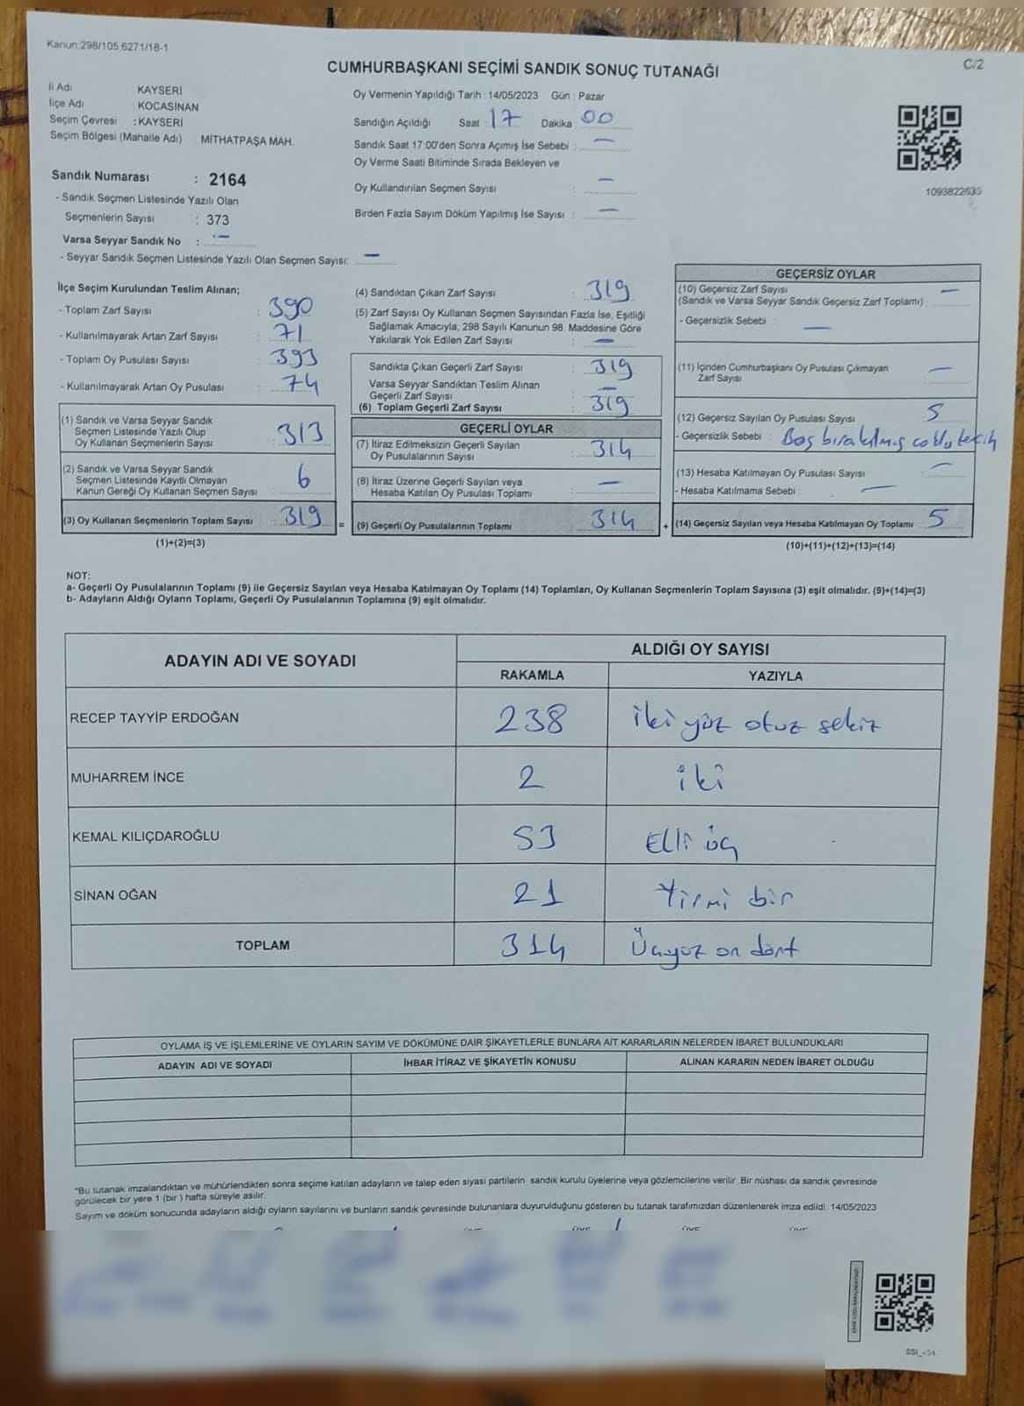 Kanun:298/105,6271/18-1
C/2
CUMHURBAŞKANI SEÇİMİ SANDIK SONUÇ TUTANAĞI
İl Adı KAYSERİ
İlçe Adı : KOCASİNAN
Seçim Çevresi : KAYSERİ
Seçim Bölgesi (Mahalle Adı) MİTHATPAŞA MAH.
Sandık Numarası : 2164
- Sandık Seçmen Listesinde Yazılı Olan
Seçmenlerin Sayısı : 373
Varsa Seyyar Sandık No : -
- Seyyar Sandık Seçmen Listesinde Yazılı Olan Seçmen Sayısı: -
Oy Vermenin Yapıldığı Tarih : 14/05/2023 Gün : Pazar
Sandığın Açıldığı Saat : 17 Dakika 00
Sandık Saat 17:00'den Sonra Açımış İse Sebebi : -
Oy Verme Saati Bitiminde Sırada Bekleyen ve
Oy Kullandırılan Seçmen Sayısı : -
Birden Fazla Sayım Döküm Yapılmış İse Sayısı : -
İlçe Seçim Kurulundan Teslim Alınan;
- Toplam Zarf Sayısı : 390
- Kullanılmayarak Artan Zarf Sayısı : 71
- Toplam Oy Pusulası Sayısı : 393
- Kullanılmayarak Artan Oy Pusulası : 74
(1) Sandık ve Varsa Seyyar Sandık
Seçmen Listesinde Yazılı Olup
Oy Kullanan Seçmenlerin Sayısı : 313
(2) Sandık ve Varsa Seyyar Sandık
Seçmen Listesinde Kayıtlı Olmayan
Kanun Gereği Oy Kullanan Seçmen Sayısı : 6
(3) Oy Kullanan Seçmenlerin Toplam Sayısı : 319
(1)+(2)=(3)
(4) Sandıktan Çıkan Zarf Sayısı : 319
(5) Zarf Sayısı Oy Kullanan Seçmen Sayısından Fazla İse, Eşitliği
Sağlamak Amacıyla; 298 Sayılı Kanunun 98. Maddesine Göre
Yakılarak Yok Edilen Zarf Sayısı : -
Sandıkta Çıkan Geçerli Zarf Sayısı : 319
Varsa Seyyar Sandıktan Teslim Alınan
Geçerli Zarf Sayısı : -
(6) Toplam Geçerli Zarf Sayısı : 319
GEÇERLİ OYLAR
(7) İtiraz Edilmeksizin Geçerli Sayılan
Oy Pusulalarının Sayısı : 314
(8) İtiraz Üzerine Geçerli Sayılan veya
Hesaba Katılan Oy Pusulası Toplamı : -
= (9) Geçerli Oy Pusulalarının Toplamı : 314
1093822635
GEÇERSİZ OYLAR
(10) Geçersiz Zarf Sayısı : -
(Sandık ve Varsa Seyyar Sandık Geçersiz Zarf Toplamı)
- Geçersizlik Sebebi : -
(11) İçinden Cumhurbaşkanı Oy Pusulası Çıkmayan
Zarf Sayısı -
(12) Geçersiz Sayılan Oy Pusulası Sayısı : 5
- Geçersizlik Sebebi : Boş bırakılmış
(13) Hesaba Katılmayan Oy Pusulası Sayısı : -
- Hesaba Katılmama Sebebi : -
+ (14) Geçersiz Sayılan veya Hesaba Katılmayan Oy Toplamı : 5
(10)+(11)+(12)+(13)=(14)
NOT:
a- Geçerli Oy Pusulalarının Toplamı (9) ile Geçersiz Sayılan veya Hesaba Katılmayan Oy Toplamı (14) Toplamları, Oy Kullanan Seçmenlerin Toplam Sayısına (3) eşit olmalıdır. (9)+(14)=(3)
b- Adayların Aldığı Oyların Toplamı, Geçerli Oy Pusulalarının Toplamına (9) eşit olmalıdır.
ADAYIN ADI VE SOYADI ALDIĞI OY SAYISI
RAKAMLA YAZIYLA
RECEP TAYYİP ERDOĞAN 238 iki yüz otuz sekiz
MUHARREM İNCE 2 iki
KEMAL KILIÇDAROĞLU 53 Elli üç
SİNAN OĞAN 21 Yirmi bir
TOPLAM 314 Üçyüz on dört
OYLAMA İŞ VE İŞLEMLERİNE VE OYLARIN SAYIM VE DÖKÜMÜNE DAİR ŞİKAYETLERLE BUNLARA AİT KARARLARIN NELERDEN İBARET BULUNDUKLARI
ADAYIN ADI VE SOYADI İHBAR İTİRAZ VE ŞİKAYETİN KONUSU ALINAN KARARIN NEDEN İBARET OLDUĞU
*Bu tutanak imzalandıktan ve mühürlendikten sonra seçime katılan adayların ve talep eden siyasi partilerin sandık kurulu üyelerine veya gözlemcilerine verilir. Bir nüshası da sandık çevresinde
görülecek bir yere 1 (bir) hafta süreyle asılır.
Sayım ve döküm sonucunda adayların aldığı oyların sayılarını ve bunların sandık çevresinde bulunanlara duyurulduğunu gösteren bu tutanak tarafımızdan düzenlenerek imza edildi. 14/05/2023